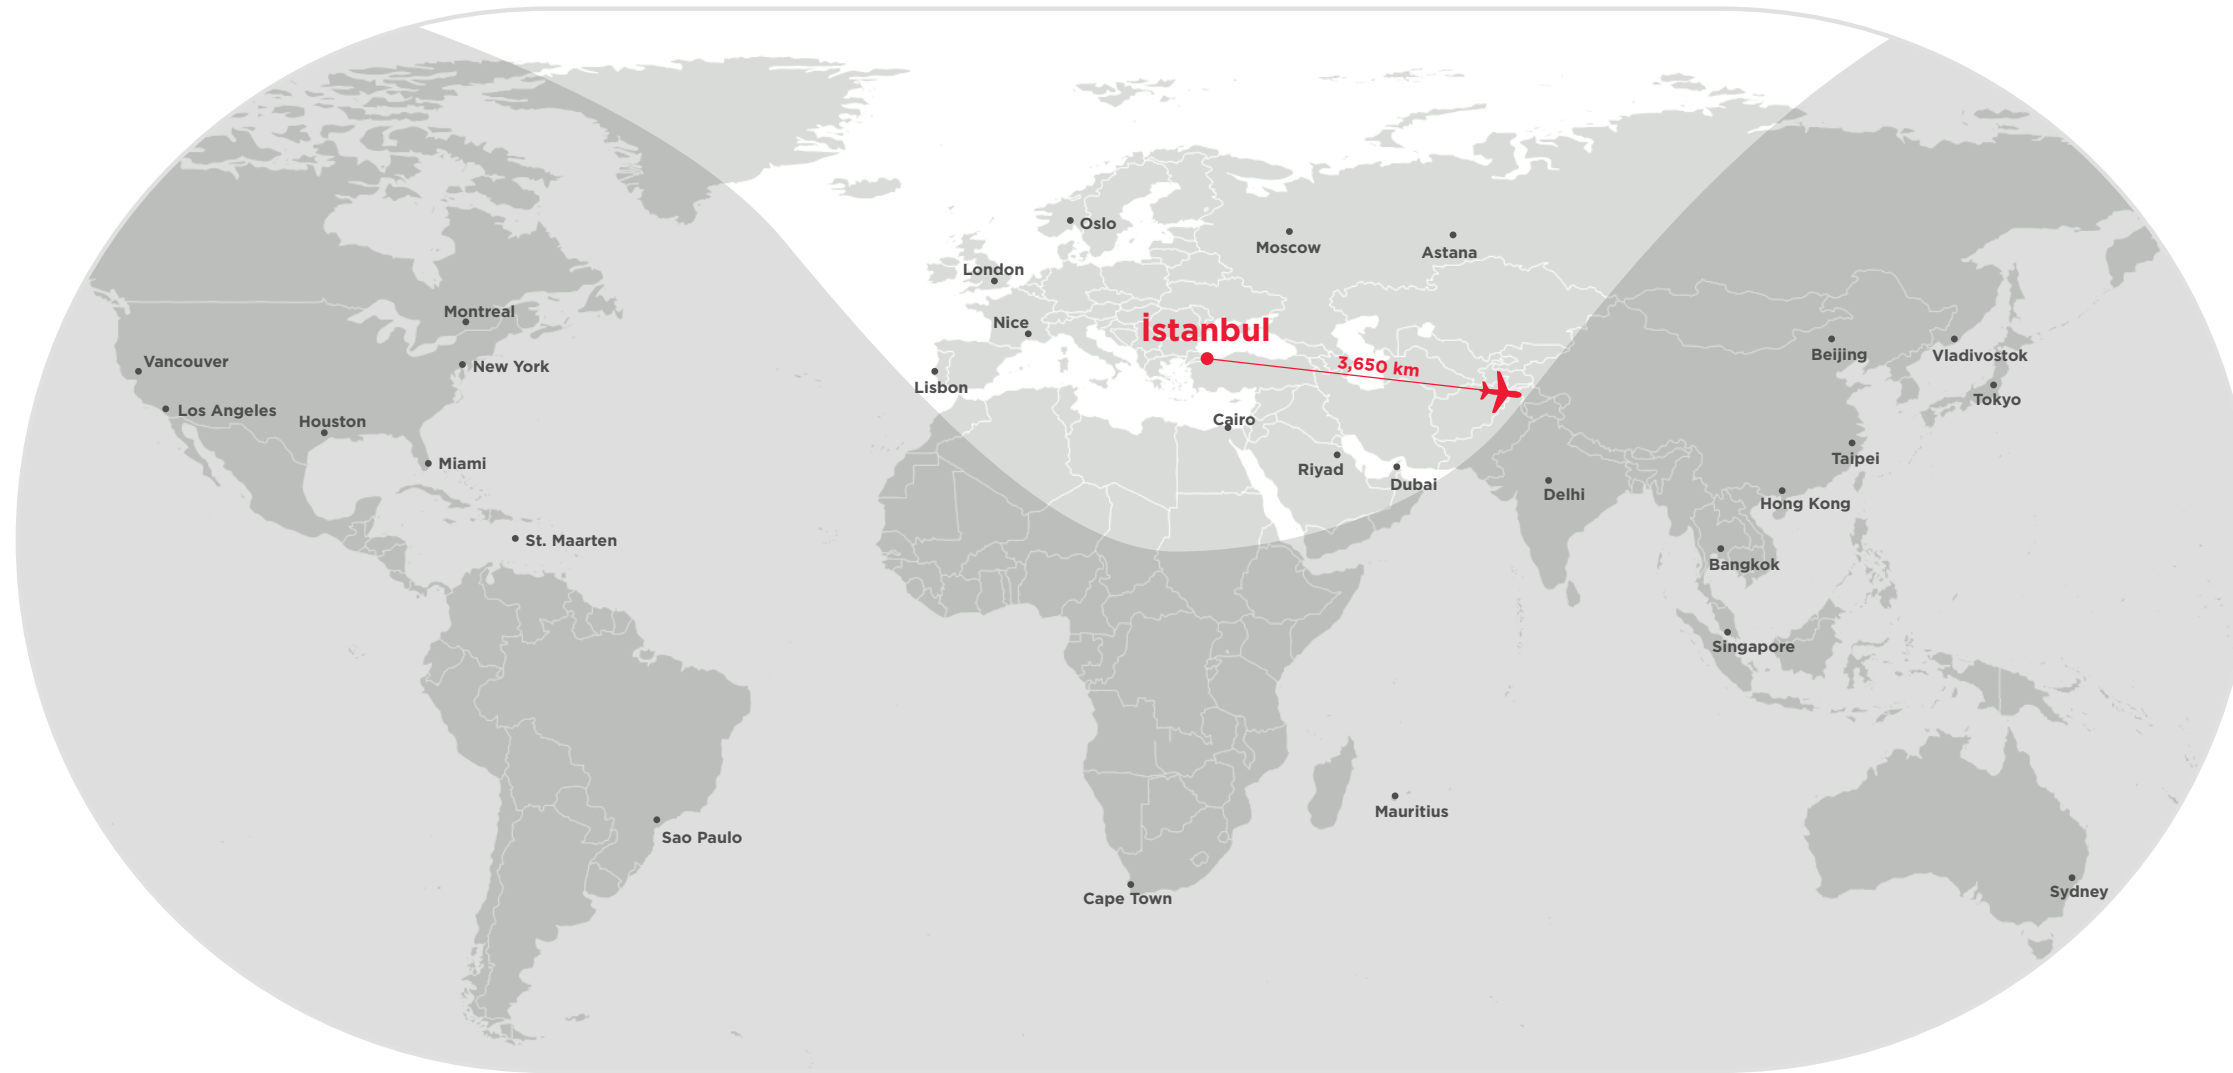 Oslo
Moscow
Astana
London
Montreal
Nice
İstanbul
Vancouver
New York
3,650 km
Beijing
Vladivostok
Lisbon
Tokyo
Los Angeles
Houston
Cairo
Miami
Riyad
Dubai
Taipei
Delhi
Hong Kong
St. Maarten
Bangkok
Singapore
Mauritius
Sao Paulo
Cape Town
Sydney